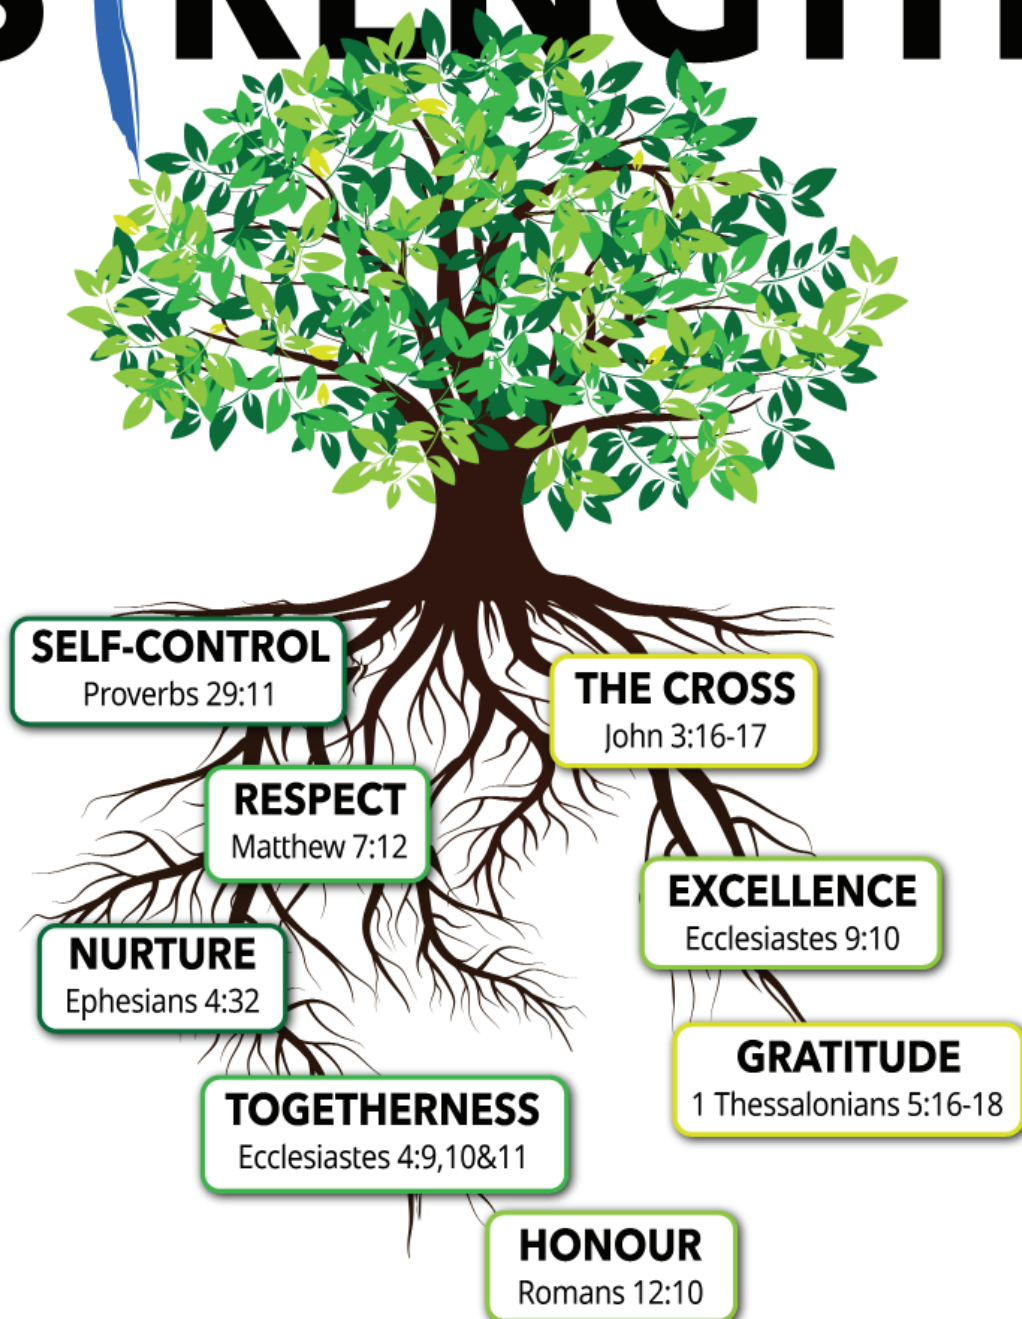 STRENGTH
SELF-CONTROL
Proverbs 29:11
THE CROSS
John 3:16-17
RESPECT
Matthew 7:12
EXCELLENCE
Ecclesiastes 9:10
NURTURE
Ephesians 4:32
GRATITUDE
1 Thessalonians 5:16-18
TOGETHERNESS
Ecclesiastes 4:9,10&11
HONOUR
Romans 12:10